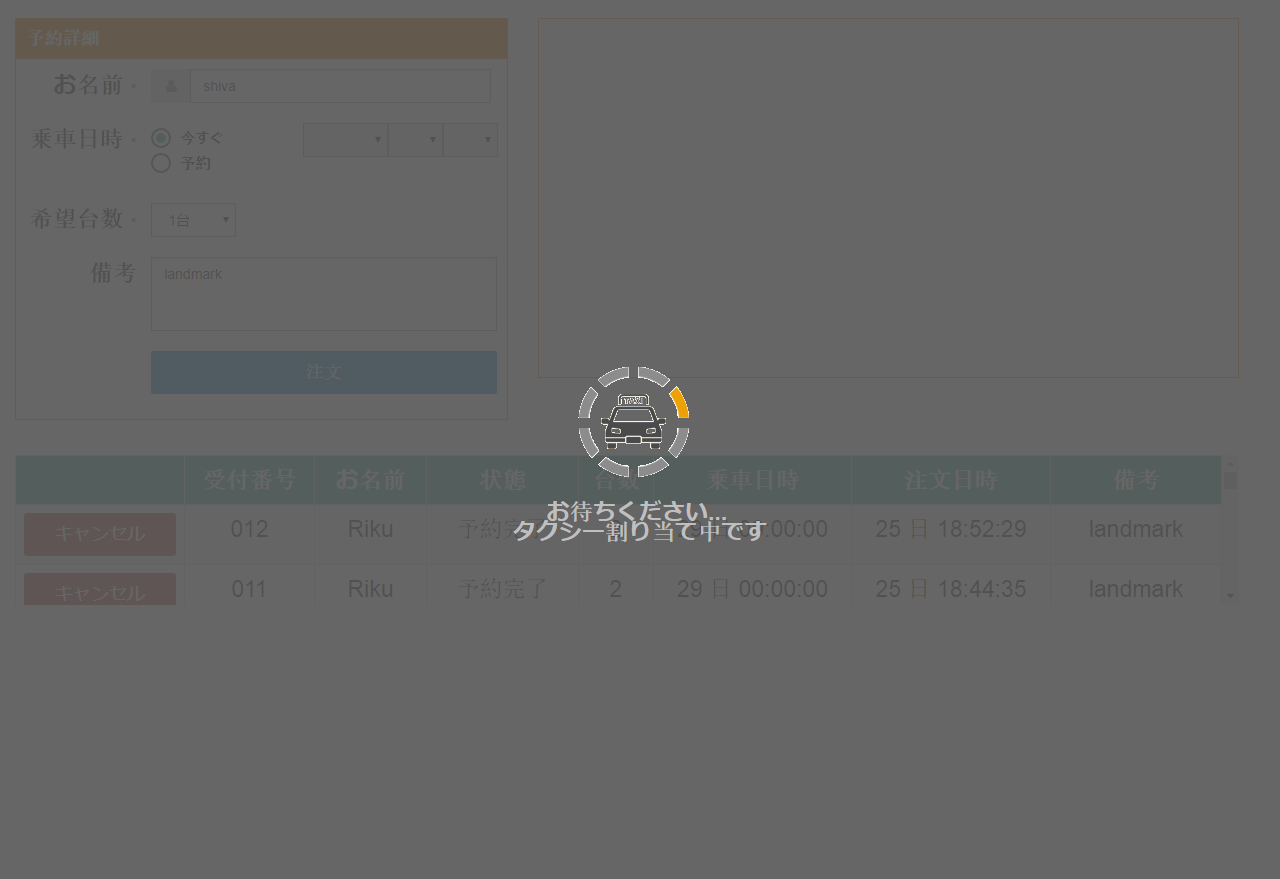 予約詳細
お名前 *
shiva
乗車日時 *
今すぐ
予約
希望台数 *
1台
備考
landmark
注文
TAXI
お待ちください...
タクシー割り当て中です
受付番号 お名前 状態 台数 乗車日時 注文日時 備考
キャンセル 012 Riku 予約完了 29 日 00:00:00 25 日 18:52:29 landmark
キャンセル 011 Riku 予約完了 2 29 日 00:00:00 25 日 18:44:35 landmark